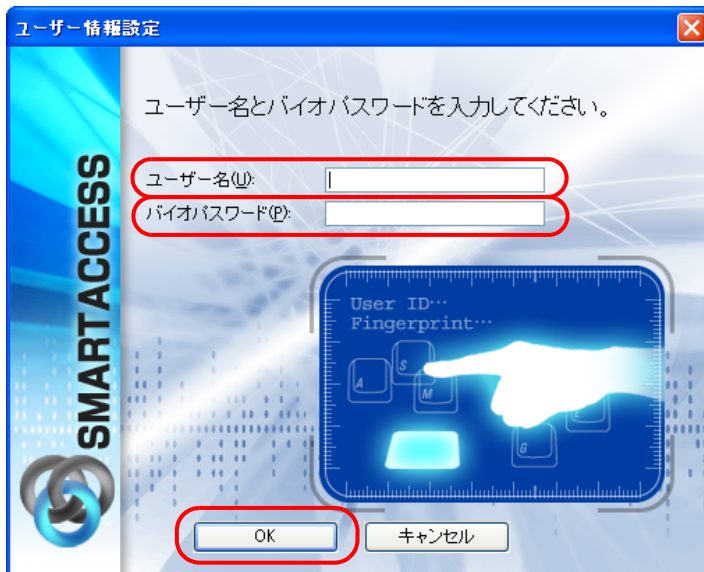 ユーザー情報設定
SMARTACCESS
ユーザー名とバイオパスワードを入力してください。
ユーザー名(U):
バイオパスワード(P):
User ID…
Fingerprint…
A
S
M
G
E
OK
キャンセル